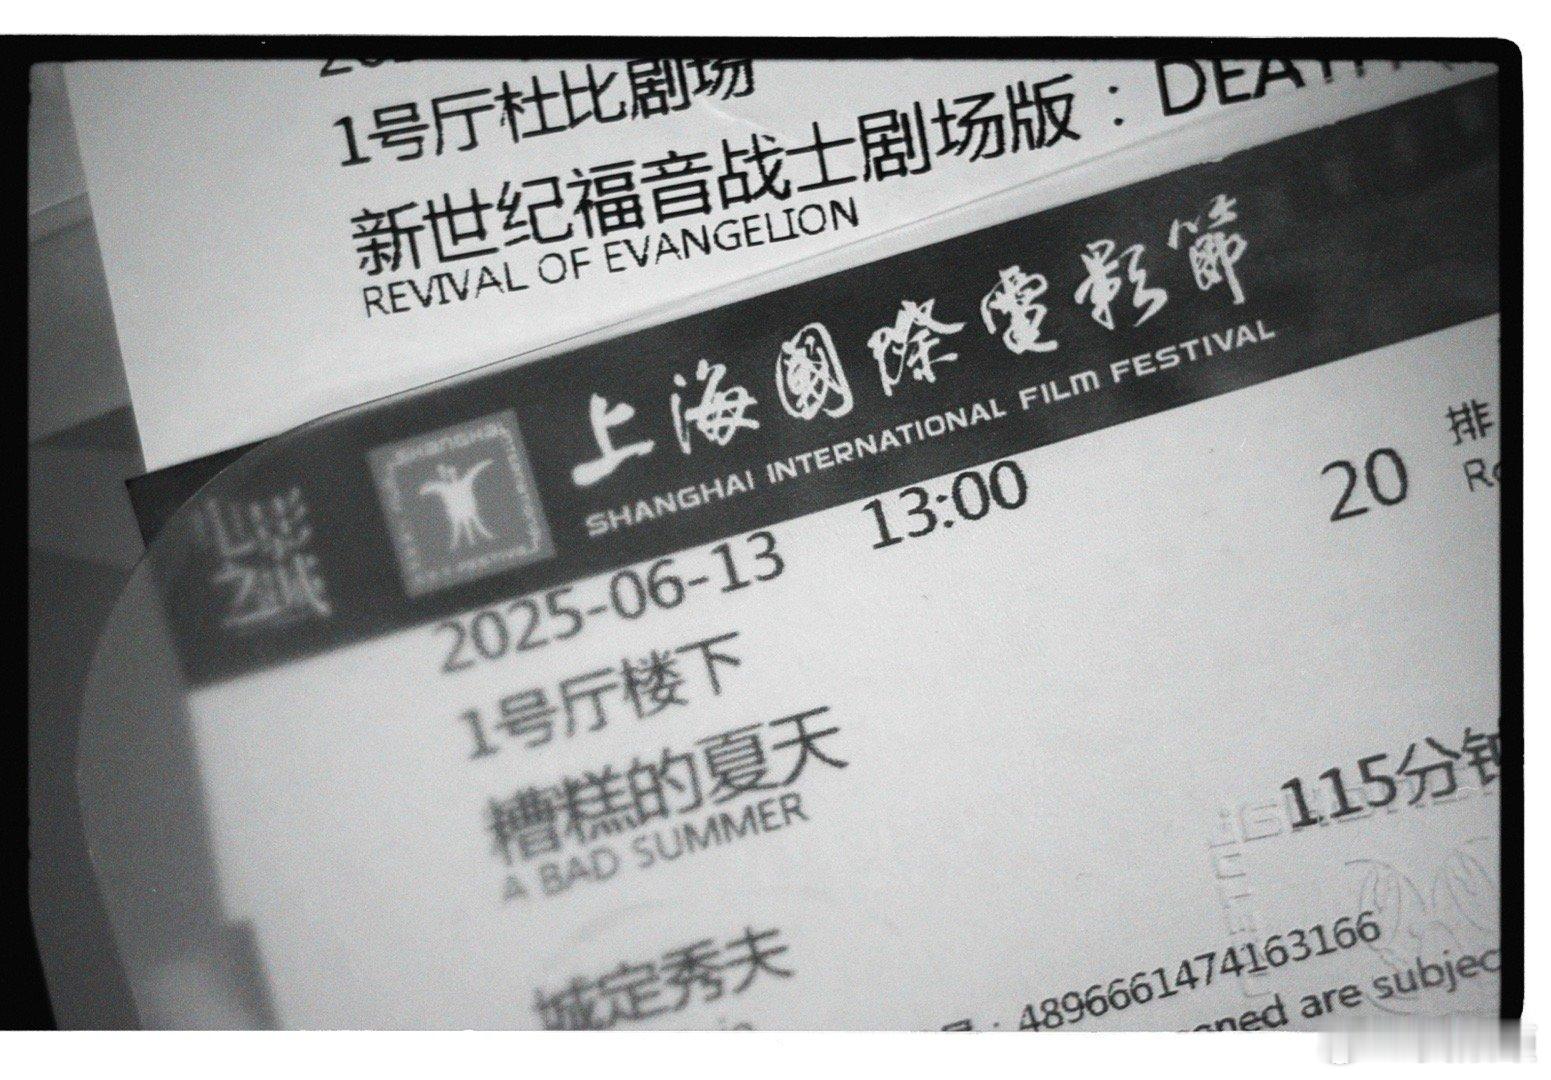 1号厅杜比剧场
新世纪福音战士剧场版：DEATH
REVIVAL OF EVANGELION
上海國際電影節
SHANGHAI INTERNATIONAL FILM FESTIVAL
2025-06-13 13:00 20 排
1号厅楼下
糟糕的夏天
A BAD SUMMER
115分钟
城定秀夫
4896661474163166
are subjec